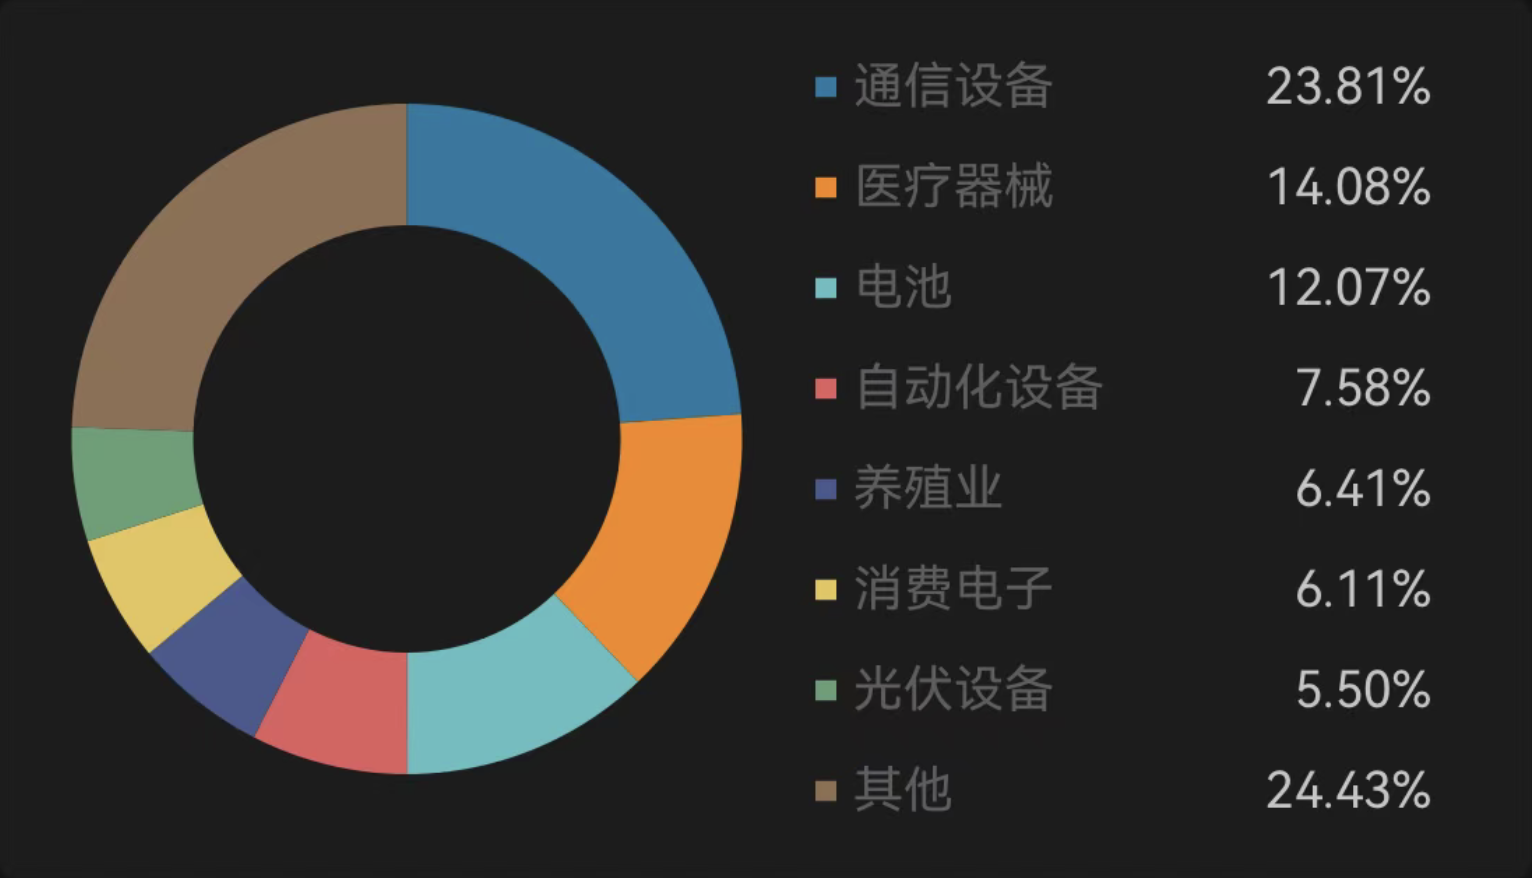 通信设备 23.81%
医疗器械 14.08%
电池 12.07%
自动化设备 7.58%
养殖业 6.41%
消费电子 6.11%
光伏设备 5.50%
其他 24.43%